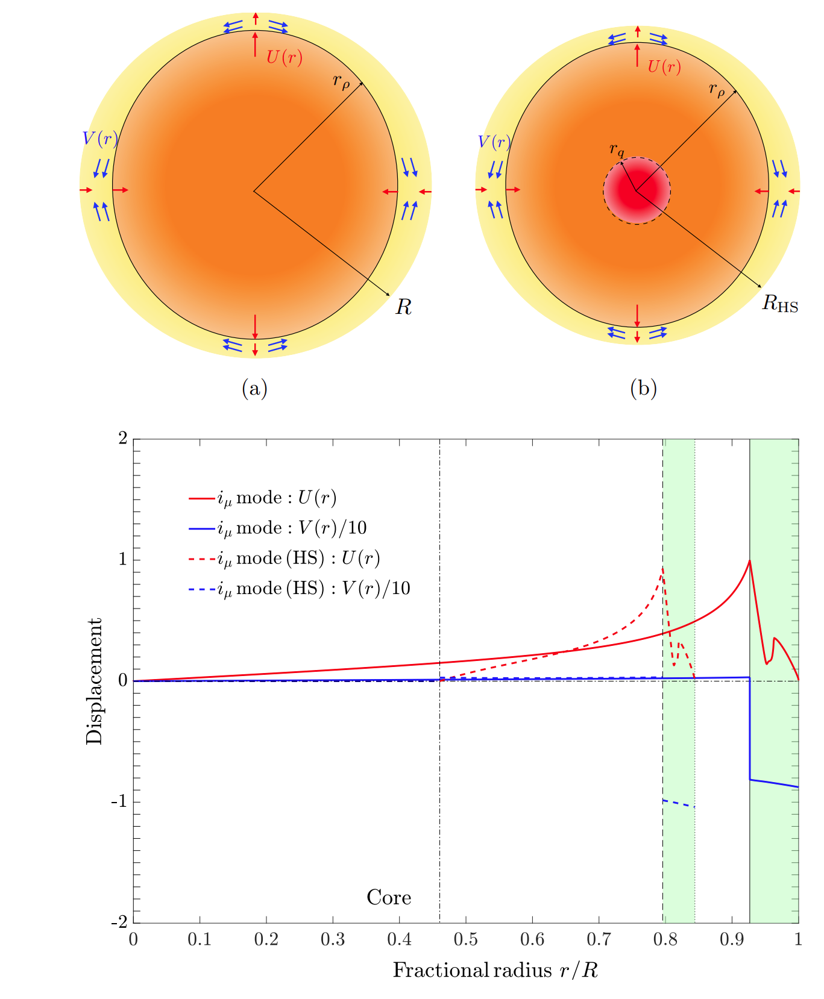 U(r)
r_ρ
V(r)
R
(a)
U(r)
r_ρ
V(r)
r_q
R_HS
(b)
2
1
0
-1
-2
Displacement
i_μ mode : U(r)
i_μ mode : V(r)/10
i_μ mode (HS) : U(r)
i_μ mode (HS) : V(r)/10
Core
0 0.1 0.2 0.3 0.4 0.5 0.6 0.7 0.8 0.9 1
Fractional radius r/R